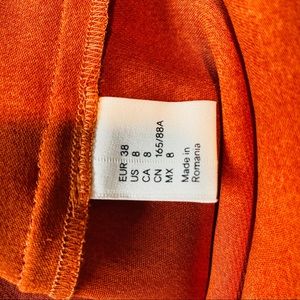 EUR 38
US 8
CA 8
CN 165/88A
MX 8
Made in
Romania